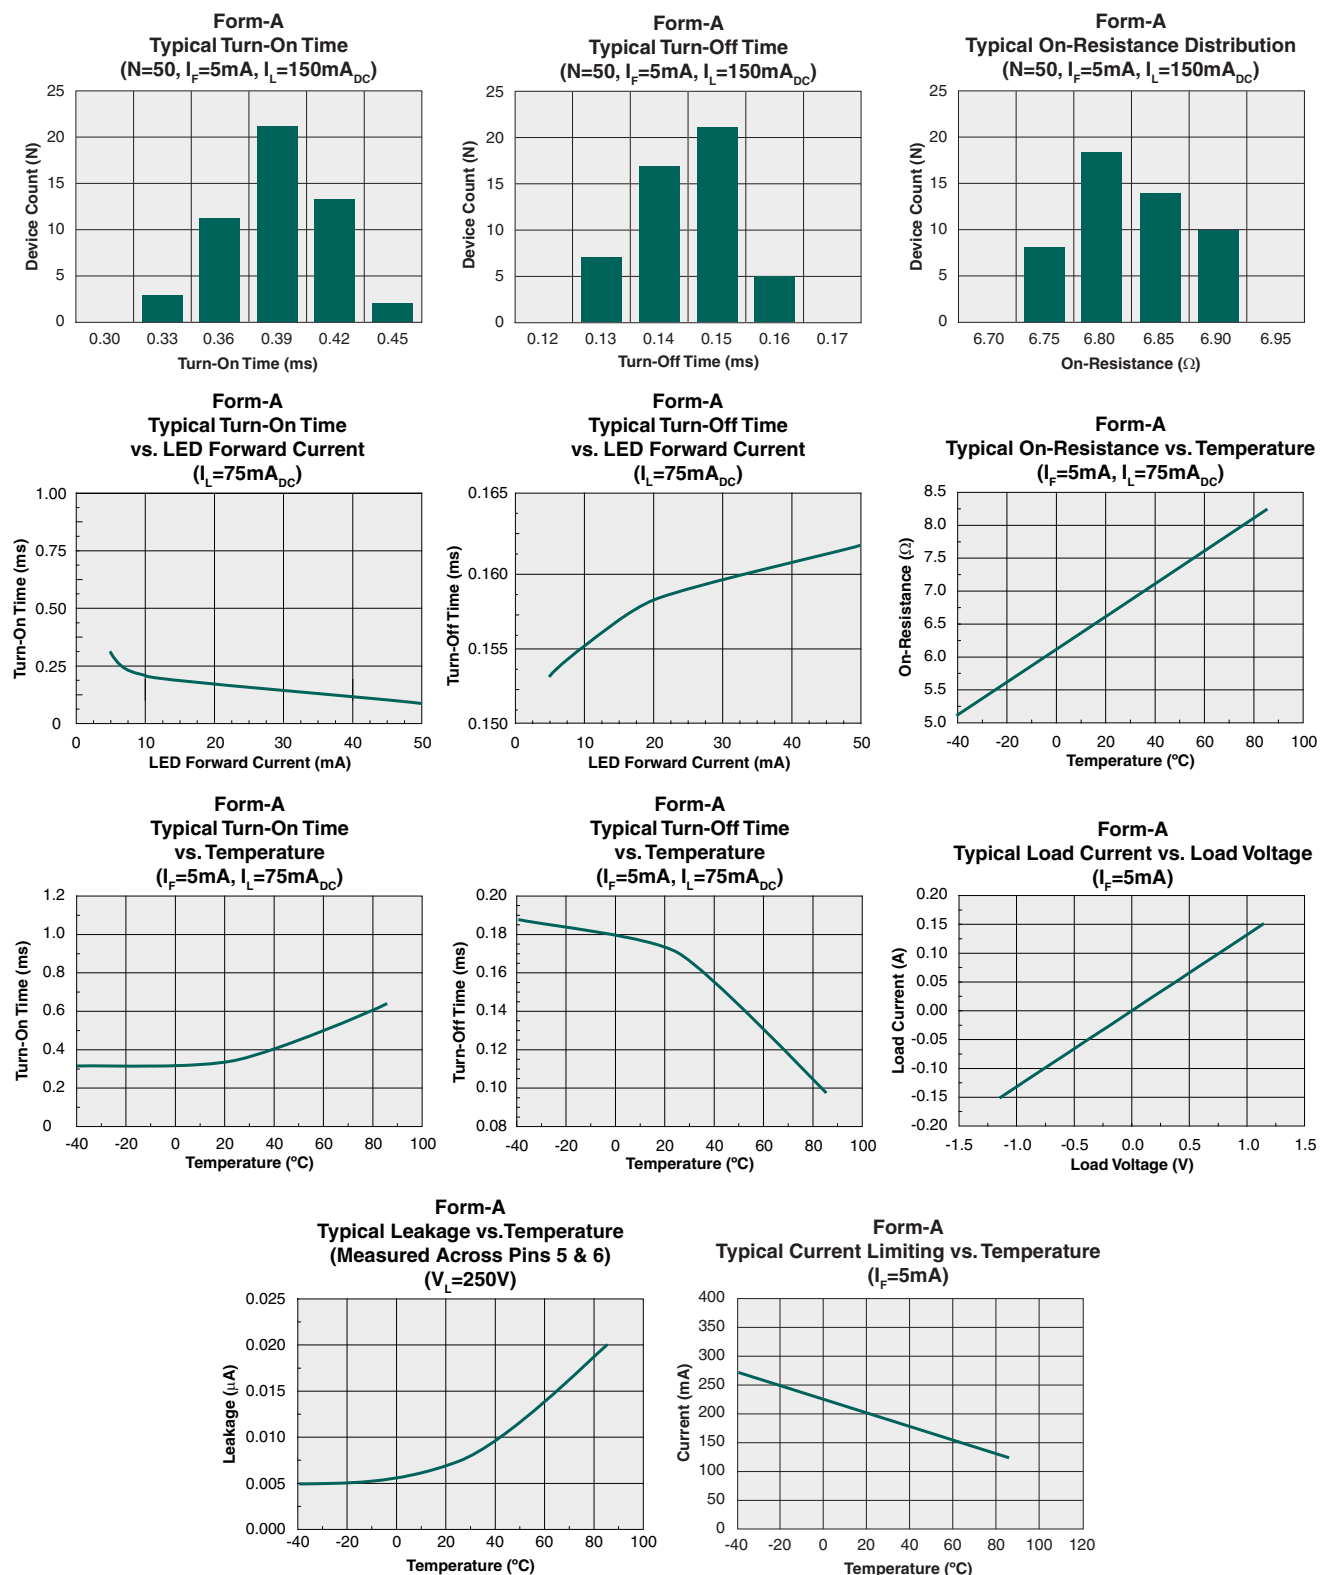 Form-A
Typical Turn-On Time
(N=50, IF=5mA, IL=150mADC)
25
20
15
10
5
0
Device Count (N)
0.30 0.33 0.36 0.39 0.42 0.45
Turn-On Time (ms)
Form-A
Typical Turn-Off Time
(N=50, IF=5mA, IL=150mADC)
25
20
15
10
5
0
Device Count (N)
0.12 0.13 0.14 0.15 0.16 0.17
Turn-Off Time (ms)
Form-A
Typical On-Resistance Distribution
(N=50, IF=5mA, IL=150mADC)
25
20
15
10
5
0
Device Count (N)
6.70 6.75 6.80 6.85 6.90 6.95
On-Resistance (Ω)
Form-A
Typical Turn-On Time
vs. LED Forward Current
(IL=75mADC)
1.00
0.75
0.50
0.25
0
Turn-On Time (ms)
0 10 20 30 40 50
LED Forward Current (mA)
Form-A
Typical Turn-Off Time
vs. LED Forward Current
(IL=75mADC)
0.165
0.160
0.155
0.150
Turn-Off Time (ms)
0 10 20 30 40 50
LED Forward Current (mA)
Form-A
Typical On-Resistance vs. Temperature
(IF=5mA, IL=75mADC)
8.5
8.0
7.5
7.0
6.5
6.0
5.5
5.0
On-Resistance (Ω)
-40 -20 0 20 40 60 80 100
Temperature (ºC)
Form-A
Typical Turn-On Time
vs. Temperature
(IF=5mA, IL=75mADC)
1.2
1.0
0.8
0.6
0.4
0.2
0
Turn-On Time (ms)
-40 -20 0 20 40 60 80 100
Temperature (ºC)
Form-A
Typical Turn-Off Time
vs. Temperature
(IF=5mA, IL=75mADC)
0.20
0.18
0.16
0.14
0.12
0.10
0.08
Turn-Off Time (ms)
-40 -20 0 20 40 60 80 100
Temperature (ºC)
Form-A
Typical Load Current vs. Load Voltage
(IF=5mA)
0.20
0.15
0.10
0.05
0.00
-0.05
-0.10
-0.15
-0.20
Load Current (A)
-1.5 -1.0 -0.5 0.0 0.5 1.0 1.5
Load Voltage (V)
Form-A
Typical Leakage vs. Temperature
(Measured Across Pins 5 & 6)
(VL=250V)
0.025
0.020
0.015
0.010
0.005
0.000
Leakage (μA)
-40 -20 0 20 40 60 80 100
Temperature (ºC)
Form-A
Typical Current Limiting vs. Temperature
(IF=5mA)
400
350
300
250
200
150
100
50
0
Current (mA)
-40 -20 0 20 40 60 80 100 120
Temperature (ºC)